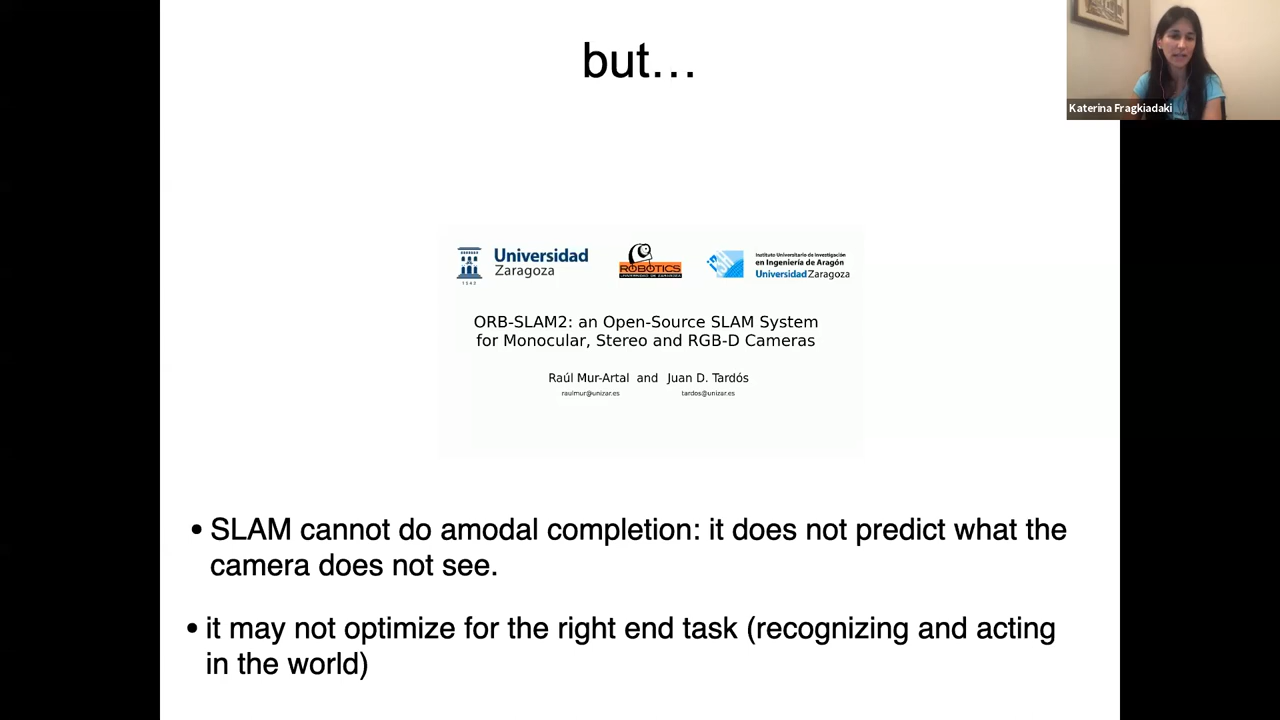 but...
Katerina Fragkiadaki
Universidad
Zaragoza
1542
ROBOTICS
Instituto Universitario de Investigación
en Ingeniería de Aragón
Universidad Zaragoza
ORB-SLAM2: an Open-Source SLAM System
for Monocular, Stereo and RGB-D Cameras
Raúl Mur-Artal and Juan D. Tardós
raulmur@unizar.es tardos@unizar.es
• SLAM cannot do amodal completion: it does not predict what the
camera does not see.
• it may not optimize for the right end task (recognizing and acting
in the world)